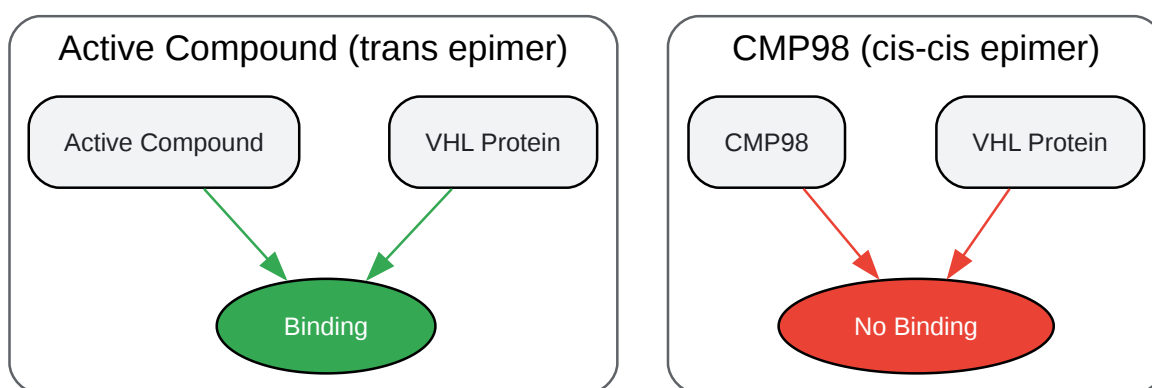 Active Compound (trans epimer)
Active Compound
VHL Protein
Binding
CMP98 (cis-cis epimer)
CMP98
VHL Protein
No Binding